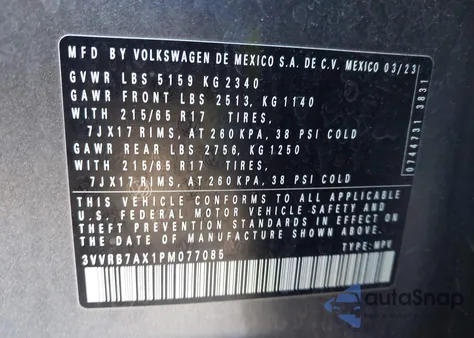 MFD BY VOLKSWAGEN DE MEXICO S.A. DE C.V. MEXICO 03/23
GVWR LBS 5159 KG 2340
GAWR FRONT LBS 2513, KG 1140
WITH 215/65 R17 TIRES,
7JX17 RIMS, AT 260 KPA, 38 PSI COLD
GAWR REAR LBS 2756, KG 1250
WITH 215/65 R17 TIRES,
7JX17 RIMS, AT 260 KPA, 38 PSI COLD
THIS VEHICLE CONFORMS TO ALL APPLICABLE
U.S. FEDERAL MOTOR VEHICLE SAFETY AND
THEFT PREVENTION STANDARDS IN EFFECT ON
THE DATE OF MANUFACTURE SHOWN ABOVE.
3VVRB7AX1PM077085 TYPE: MPV
0744731 3831
autoSnap